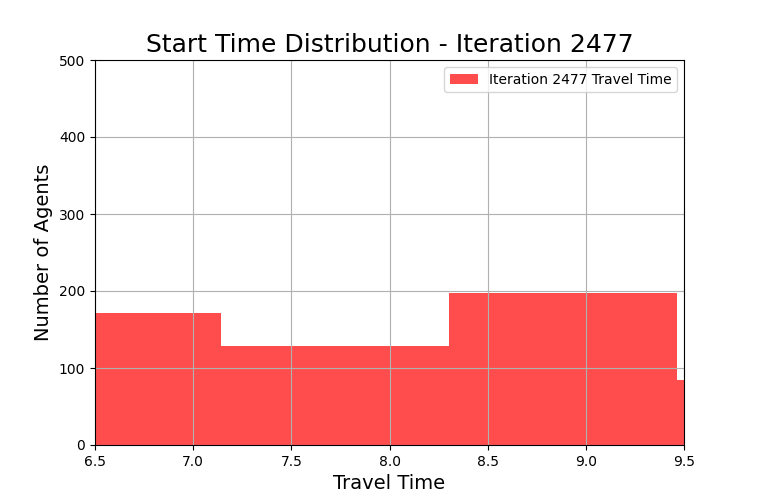 Start Time Distribution - Iteration 2477
Iteration 2477 Travel Time
Number of Agents
500
400
300
200
100
0
6.5 7.0 7.5 8.0 8.5 9.0 9.5
Travel Time